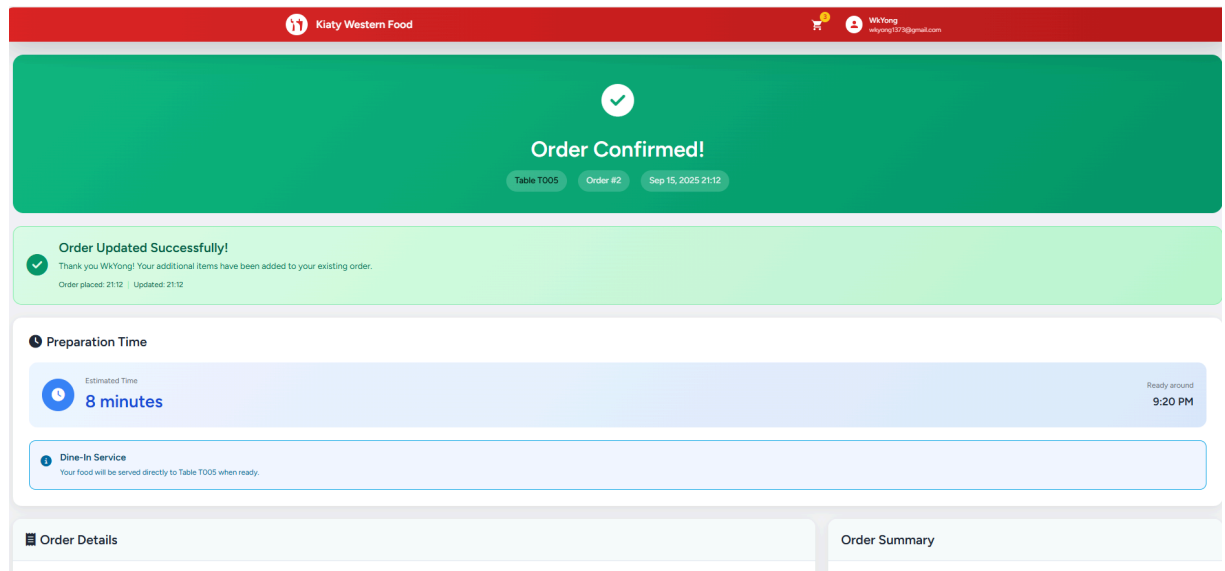 Kiaty Western Food
WkYong
wkyong1373@gmail.com
Order Confirmed!
Table T005 Order #2 Sep 15, 2025 21:12
Order Updated Successfully!
Thank you WkYong! Your additional items have been added to your existing order.
Order placed: 21:12 | Updated: 21:12
Preparation Time
Estimated Time
8 minutes
Ready around
9:20 PM
Dine-In Service
Your food will be served directly to Table T005 when ready.
Order Details
Order Summary